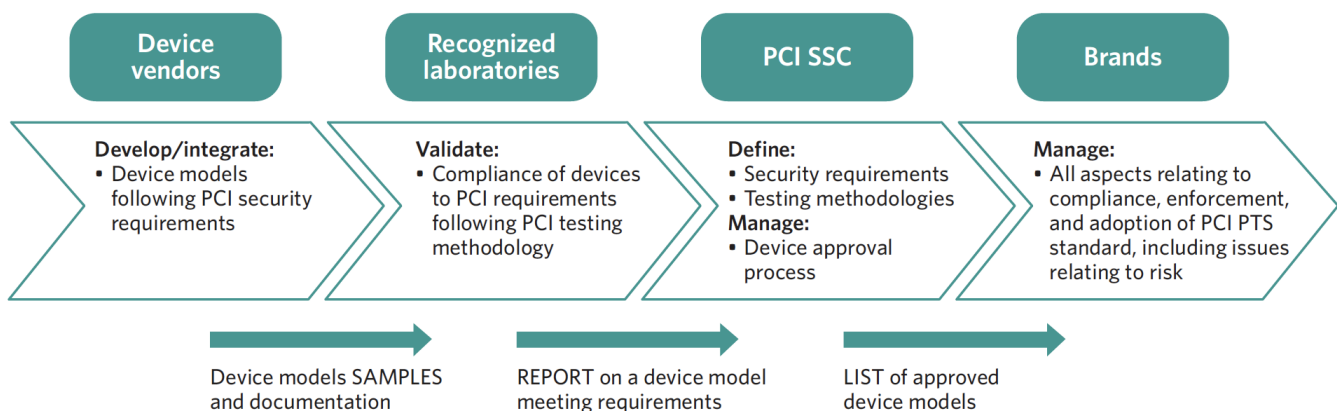 Device
vendors
Recognized
laboratories
PCI SSC
Brands
Develop/integrate:
• Device models
following PCI security
requirements
Validate:
• Compliance of devices
to PCI requirements
following PCI testing
methodology
Define:
• Security requirements
• Testing methodologies
Manage:
• Device approval
process
Manage:
• All aspects relating to
compliance, enforcement,
and adoption of PCI PTS
standard, including issues
relating to risk
Device models SAMPLES
and documentation
REPORT on a device model
meeting requirements
LIST of approved
device models